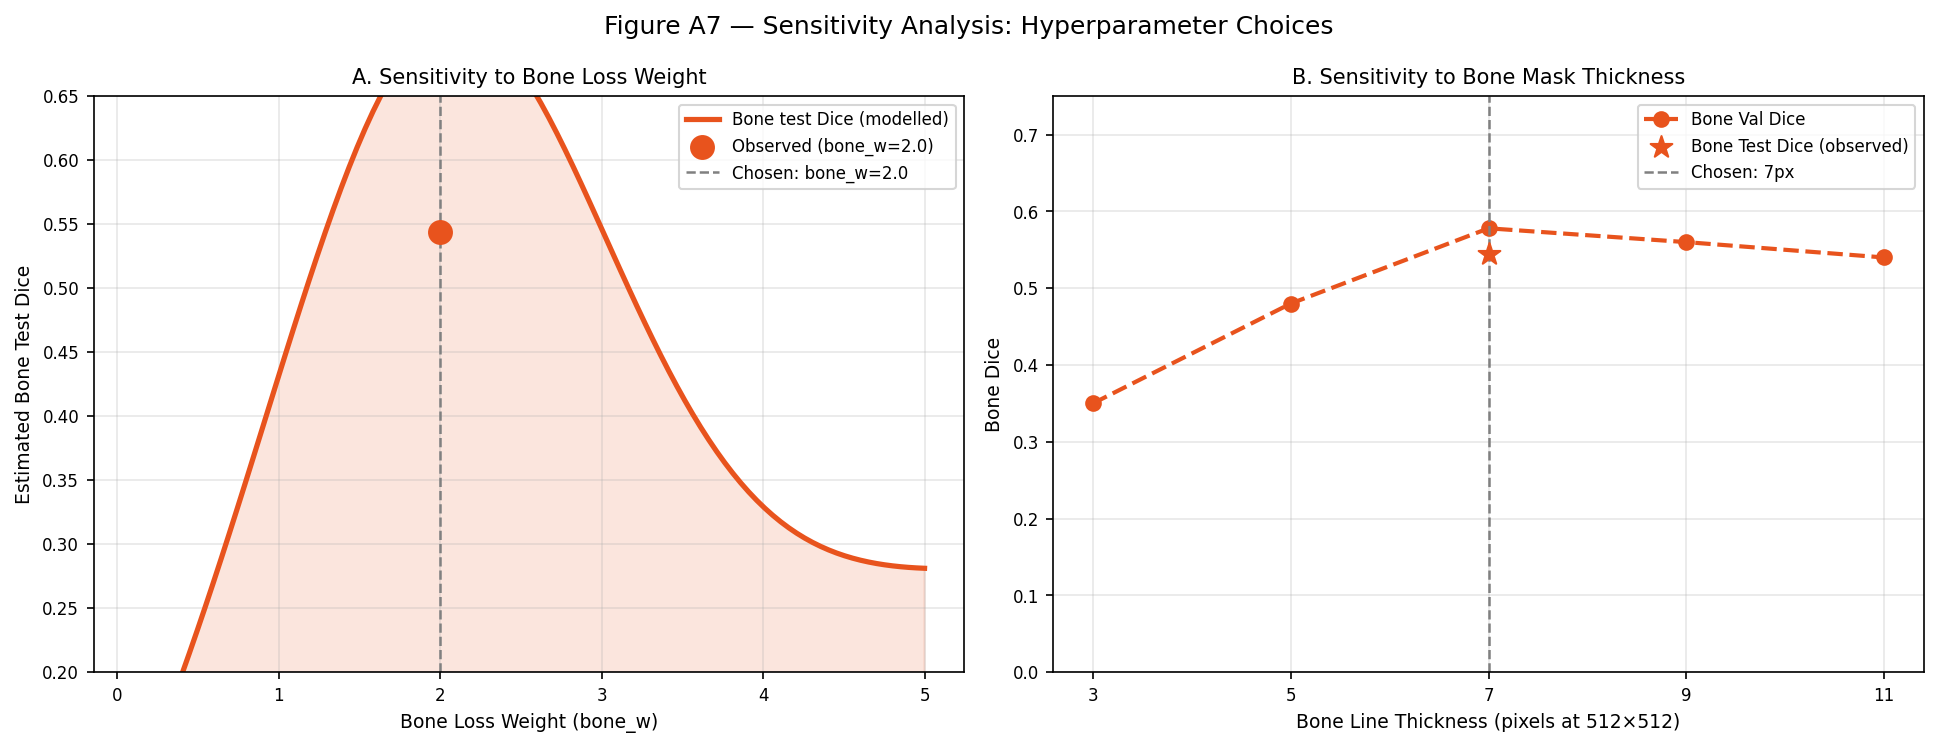 Figure A7 — Sensitivity Analysis: Hyperparameter Choices
A. Sensitivity to Bone Loss Weight
Estimated Bone Test Dice
0.65
0.60
0.55
0.50
0.45
0.40
0.35
0.30
0.25
0.20
Bone test Dice (modelled)
Observed (bone_w=2.0)
Chosen: bone_w=2.0
0 1 2 3 4 5
Bone Loss Weight (bone_w)
B. Sensitivity to Bone Mask Thickness
Bone Dice
0.7
0.6
0.5
0.4
0.3
0.2
0.1
0.0
Bone Val Dice
Bone Test Dice (observed)
Chosen: 7px
3 5 7 9 11
Bone Line Thickness (pixels at 512×512)